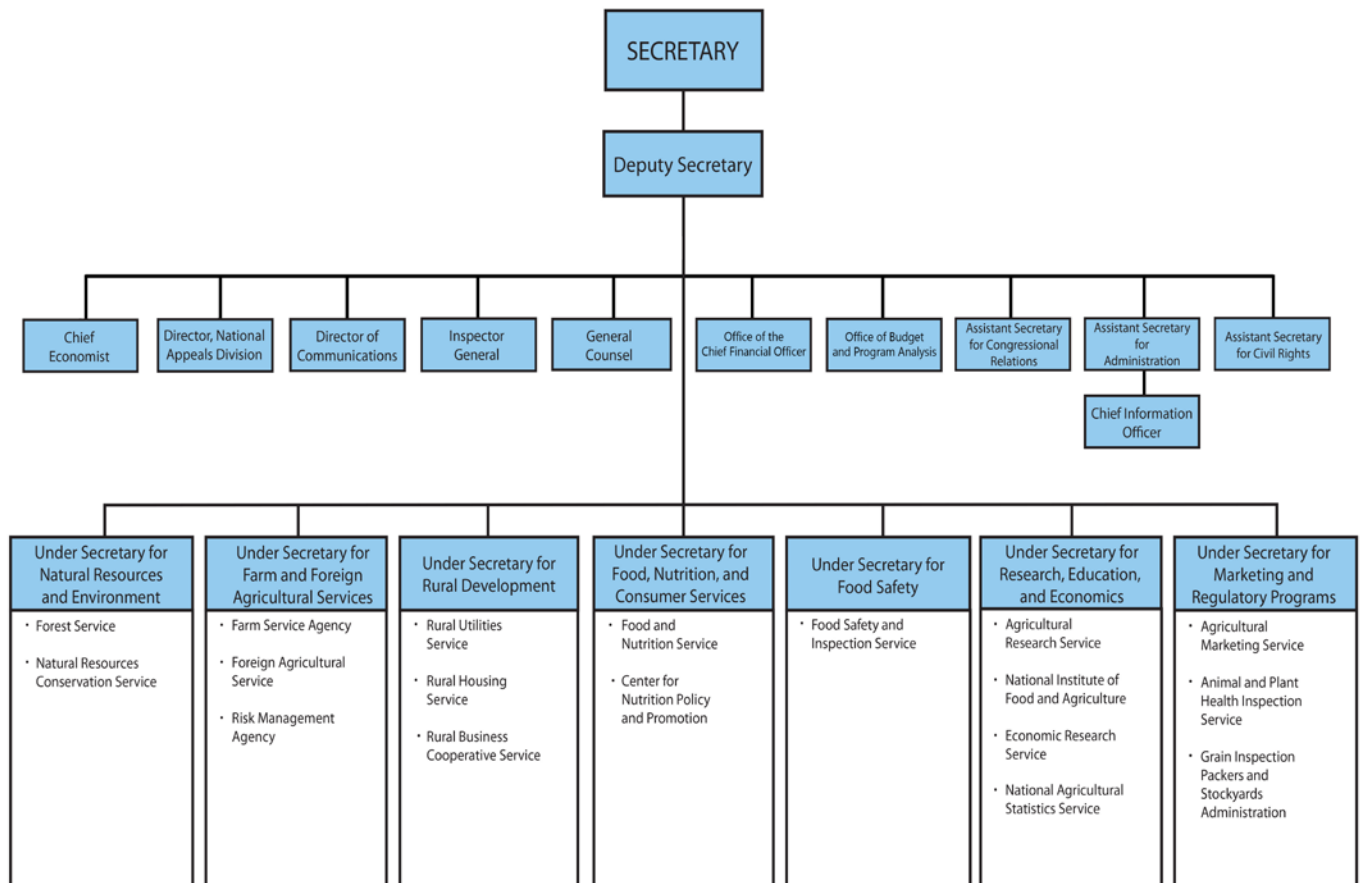 SECRETARY
Deputy Secretary
Chief
Economist
Director, National
Appeals Division
Director of
Communications
Inspector
General
General
Counsel
Office of the
Chief Financial Officer
Office of Budget
and Program Analysis
Assistant Secretary
for Congressional
Relations
Assistant Secretary
for
Administration
Assistant Secretary
for Civil Rights
Chief Information
Officer
Under Secretary for
Natural Resources
and Environment
· Forest Service
· Natural Resources
Conservation Service
Under Secretary for
Farm and Foreign
Agricultural Services
· Farm Service Agency
· Foreign Agricultural
Service
· Risk Management
Agency
Under Secretary for
Rural Development
· Rural Utilities
Service
· Rural Housing
Service
· Rural Business
Cooperative Service
Under Secretary for
Food, Nutrition, and
Consumer Services
· Food and
Nutrition Service
· Center for
Nutrition Policy
and Promotion
Under Secretary for
Food Safety
· Food Safety and
Inspection Service
Under Secretary for
Research, Education,
and Economics
· Agricultural
Research Service
· National Institute of
Food and Agriculture
· Economic Research
Service
· National Agricultural
Statistics Service
Under Secretary for
Marketing and
Regulatory Programs
· Agricultural
Marketing Service
· Animal and Plant
Health Inspection
Service
· Grain Inspection
Packers and
Stockyards
Administration